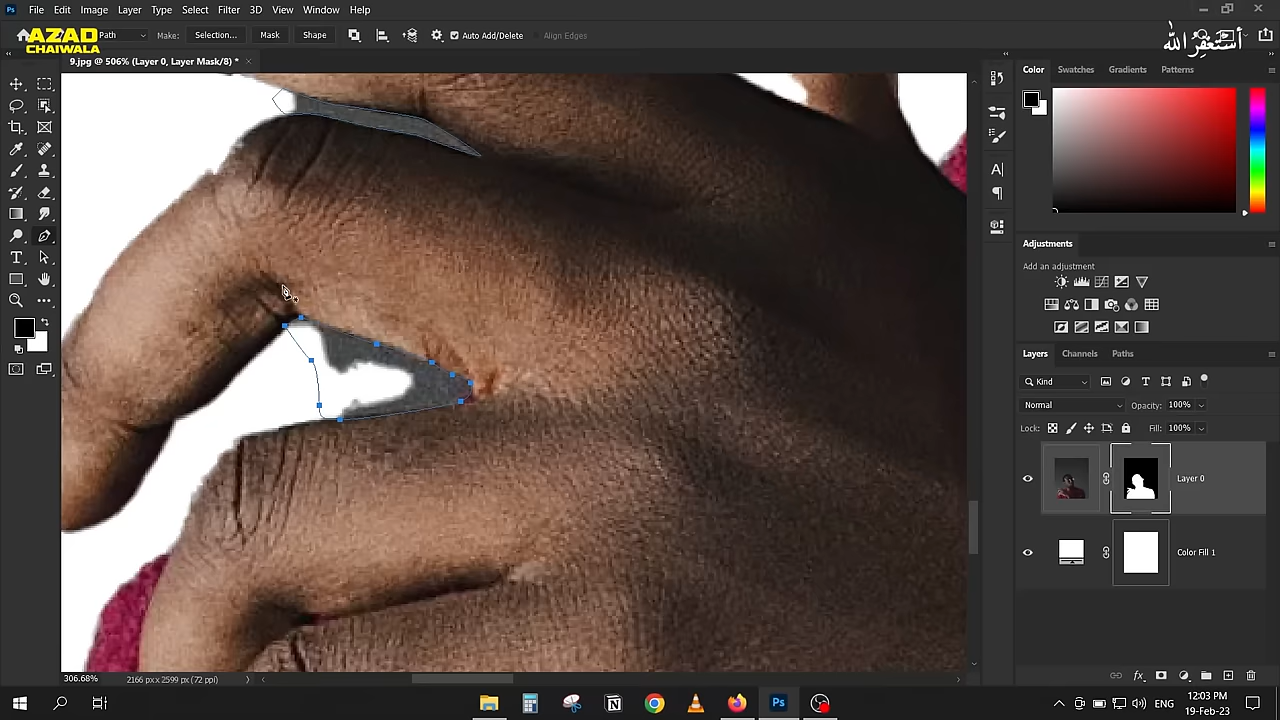 Ps File Edit Image Layer Type Select Filter 3D View Window Help
AZAD
CHAIWALA
Path Make: Selection... Mask Shape Auto Add/Delete Align Edges
أستغفر الله
9.jpg @ 506% (Layer 0, Layer Mask/8) *
Color Swatches Gradients Patterns
Adjustments
Add an adjustment
Layers Channels Paths
Kind
Normal Opacity: 100%
Lock: Fill: 100%
Layer 0
Color Fill 1
306.68% 2166 px x 2599 px (72 ppi)
12:03 PM
ENG
19-Feb-23